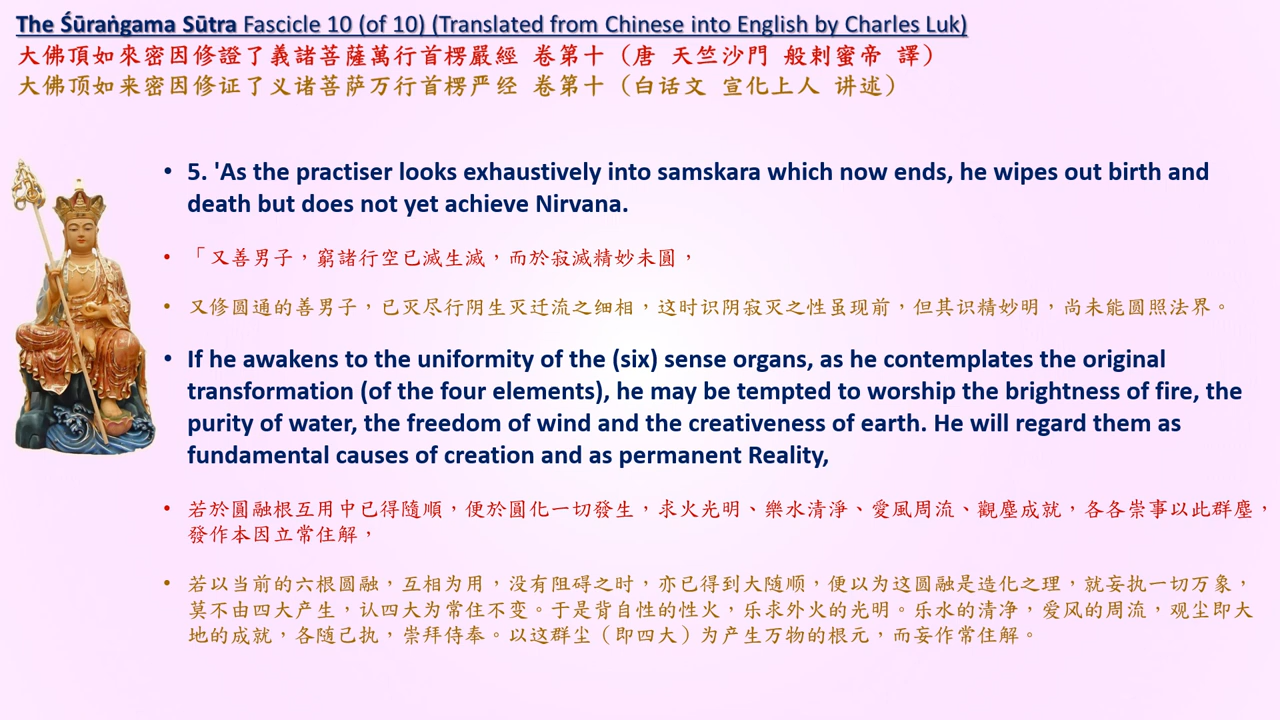 The Śūraṅgama Sūtra Fascicle 10 (of 10) (Translated from Chinese into English by Charles Luk)
大佛頂如來密因修證了義諸菩薩萬行首楞嚴經 卷第十（唐 天竺沙門 般剌蜜帝 譯）
大佛顶如来密因修证了义诸菩萨万行首楞严经 卷第十（白话文 宣化上人 讲述）
• 5. 'As the practiser looks exhaustively into samskara which now ends, he wipes out birth and
death but does not yet achieve Nirvana.
• 「又善男子，窮諸行空已滅生滅，而於寂滅精妙未圓，
• 又修圆通的善男子，已灭尽行阴生灭迁流之细相，这时识阴寂灭之性虽现前，但其识精妙明，尚未能圆照法界。
• If he awakens to the uniformity of the (six) sense organs, as he contemplates the original
transformation (of the four elements), he may be tempted to worship the brightness of fire, the
purity of water, the freedom of wind and the creativeness of earth. He will regard them as
fundamental causes of creation and as permanent Reality,
• 若於圓融根互用中已得隨順，便於圓化一切發生，求火光明、樂水清淨、愛風周流、觀塵成就，各各崇事以此群塵，
發作本因立常住解，
• 若以当前的六根圆融，互相为用，没有阻碍之时，亦已得到大随顺，便以为这圆融是造化之理，就妄执一切万象，
莫不由四大产生，认四大为常住不变。于是背自性的性火，乐求外火的光明。乐水的清净，爱风的周流，观尘即大
地的成就，各随己执，崇拜侍奉。以这群尘（即四大）为产生万物的根元，而妄作常住解。